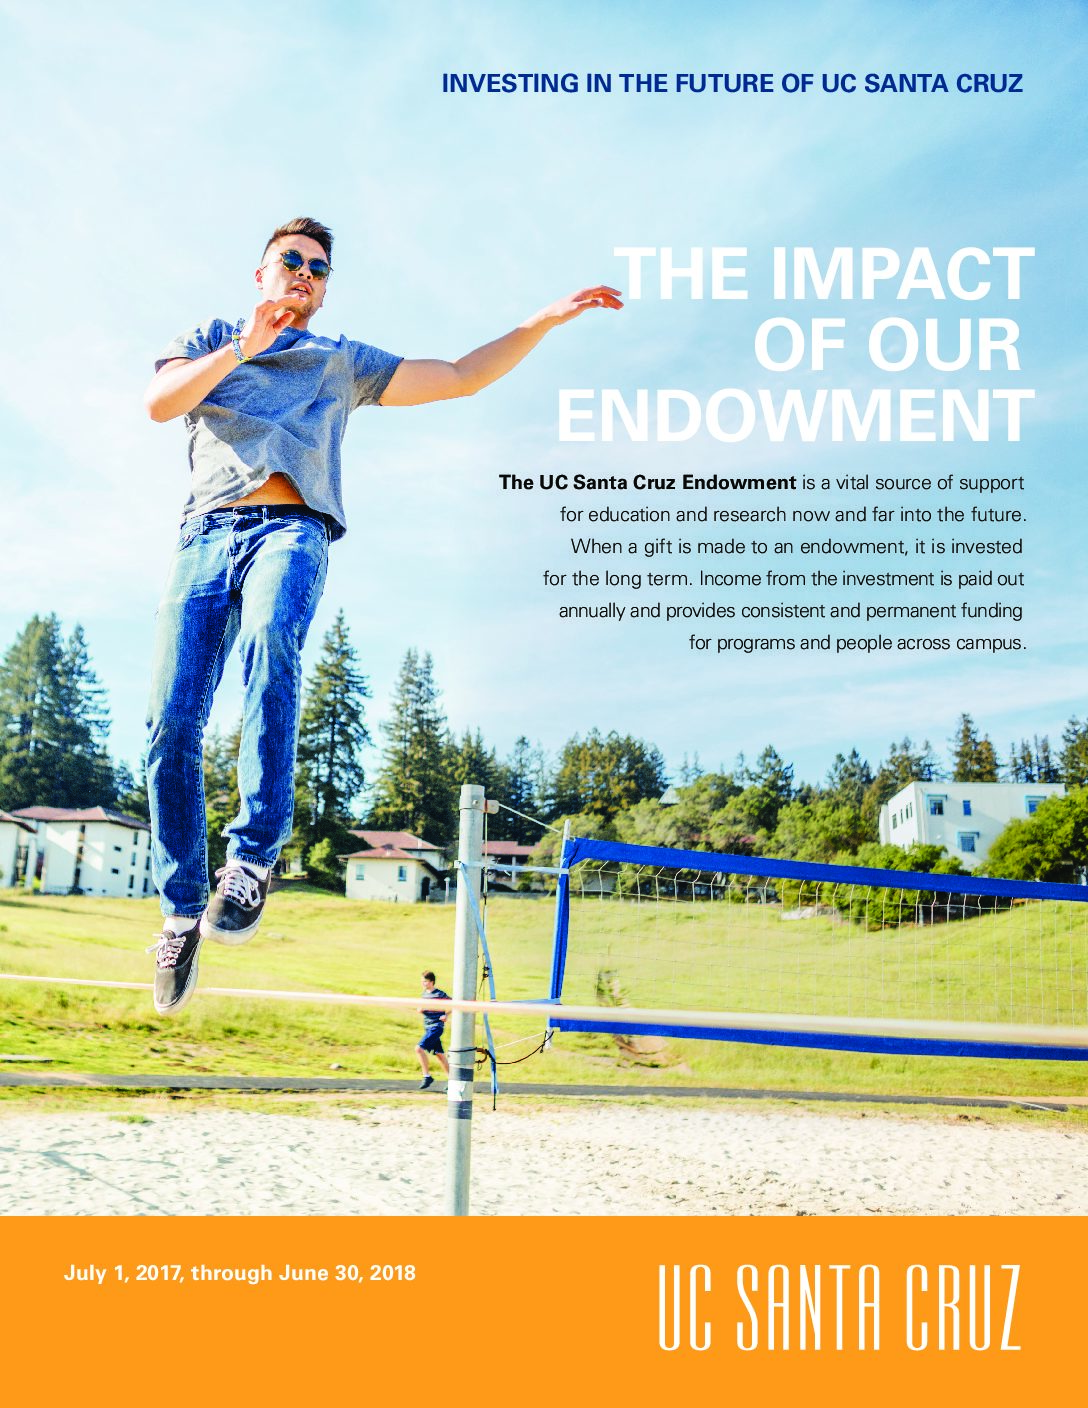 INVESTING IN THE FUTURE OF UC SANTA CRUZ
THE IMPACT
OF OUR
ENDOWMENT
The UC Santa Cruz Endowment is a vital source of support
for education and research now and far into the future.
When a gift is made to an endowment, it is invested
for the long term. Income from the investment is paid out
annually and provides consistent and permanent funding
for programs and people across campus.
July 1, 2017, through June 30, 2018
UC SANTA CRUZ